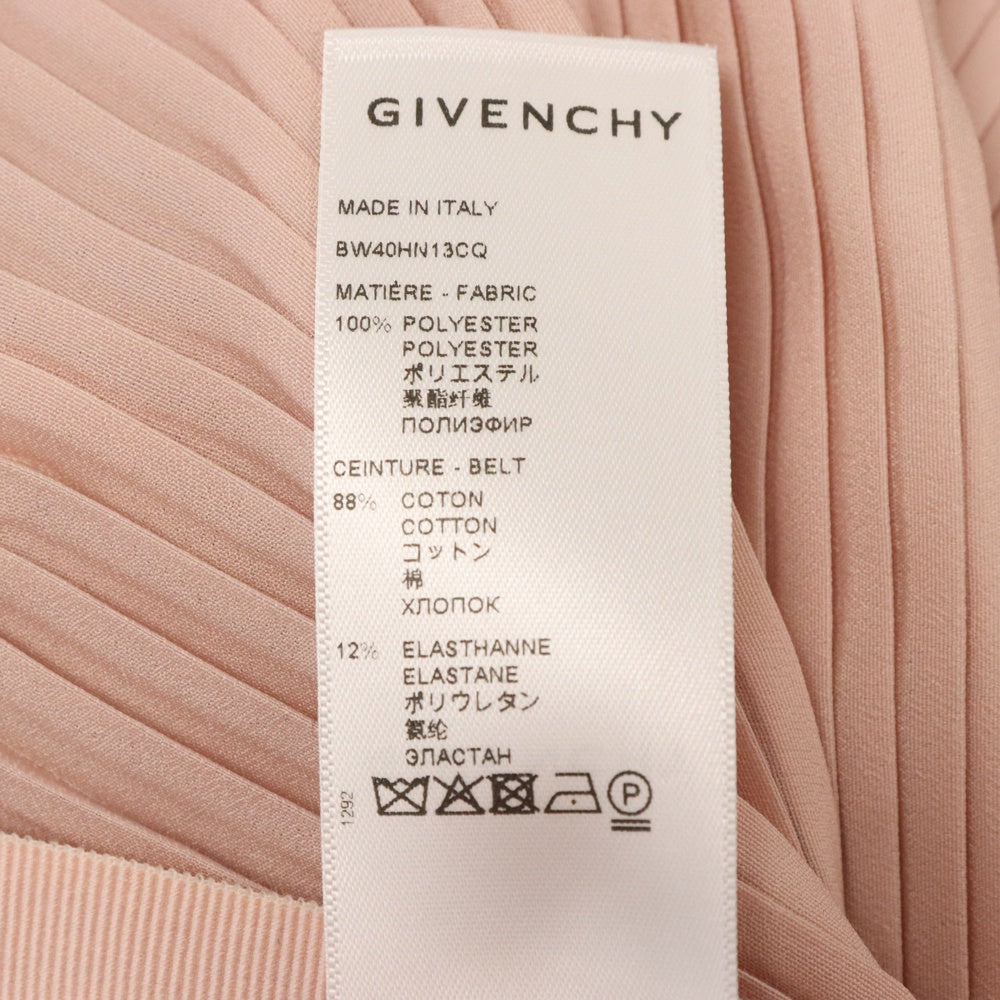 GIVENCHY
MADE IN ITALY
BW40HN13CQ
MATIÈRE - FABRIC
100% POLYESTER
POLYESTER
ポリエステル
聚酯纤维
ПОЛИЭФИР
CEINTURE - BELT
88% COTON
COTTON
コットン
棉
ХЛОПОК
12% ELASTHANNE
ELASTANE
ポリウレタン
氨纶
ЭЛАСТАН
1292
P